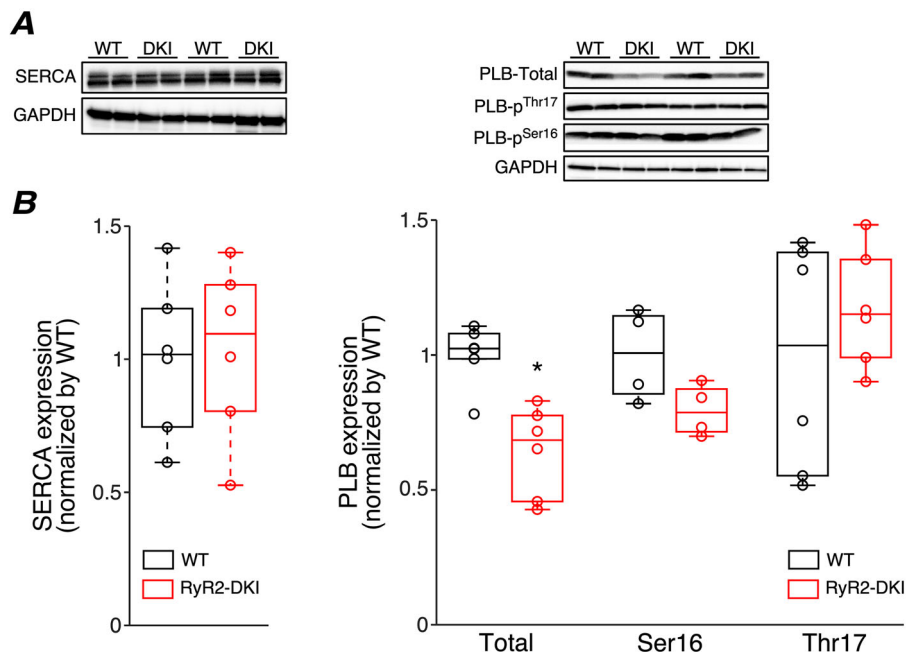 A
WT DKI WT DKI
SERCA
GAPDH
WT DKI WT DKI
PLB-Total
PLB-pThr17
PLB-pSer16
GAPDH
B
SERCA expression
(normalized by WT)
1.5
1
0.5
0
WT
RyR2-DKI
PLB expression
(normalized by WT)
1.5
1.0
0.5
0
*
WT
RyR2-DKI
Total Ser16 Thr17